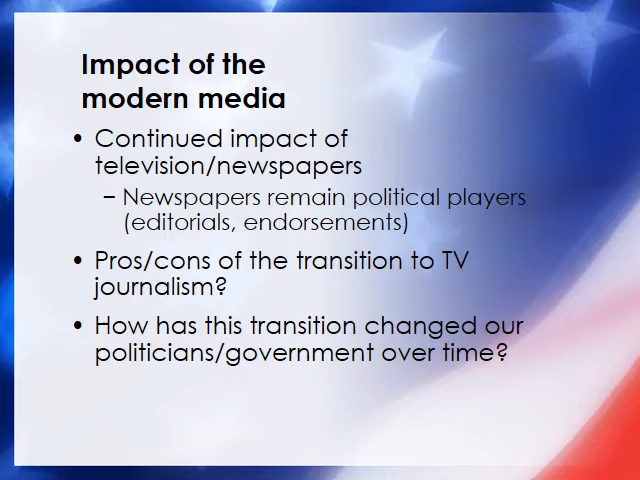 Impact of the
modern media
• Continued impact of
television/newspapers
– Newspapers remain political players
(editorials, endorsements)
• Pros/cons of the transition to TV
journalism?
• How has this transition changed our
politicians/government over time?